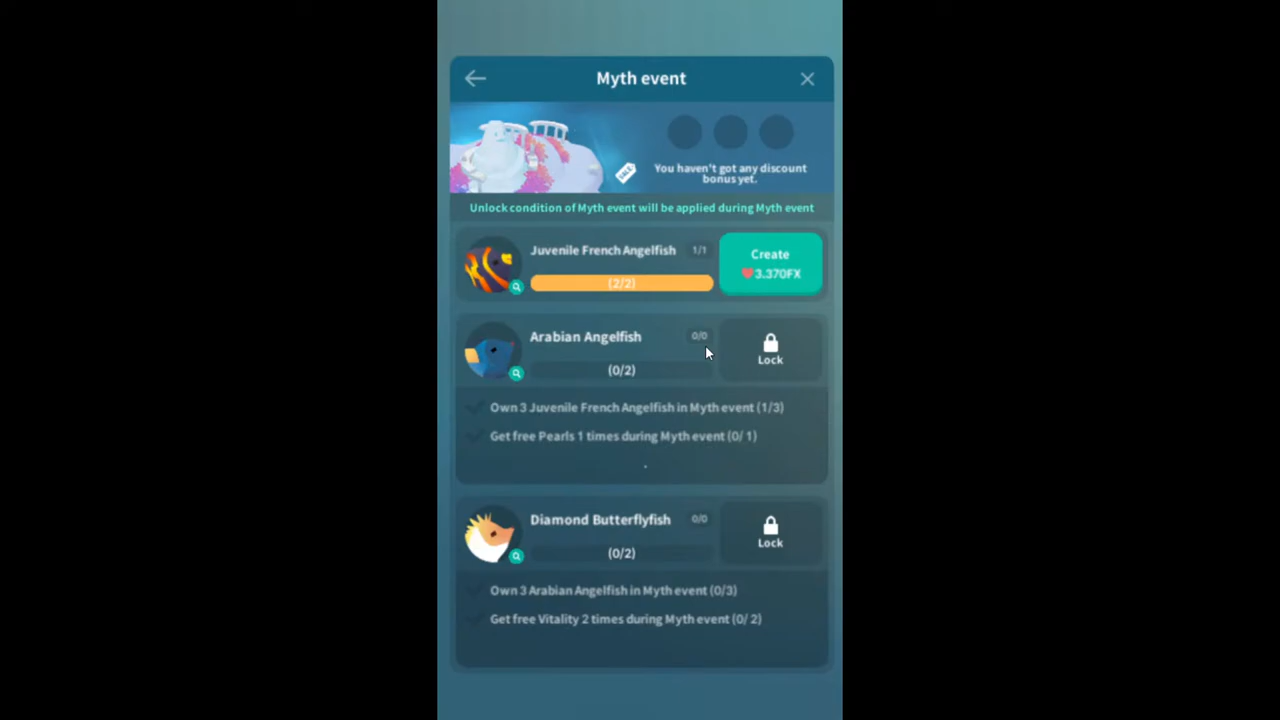 Myth event
SALE
You haven't got any discount
bonus yet.
Unlock condition of Myth event will be applied during Myth event
Juvenile French Angelfish 1/1
(2/2)
Create
3.370FX
Arabian Angelfish 0/0
(0/2)
Lock
Own 3 Juvenile French Angelfish in Myth event (1/3)
Get free Pearls 1 times during Myth event (0/ 1)
Diamond Butterflyfish 0/0
(0/2)
Lock
Own 3 Arabian Angelfish in Myth event (0/3)
Get free Vitality 2 times during Myth event (0/ 2)